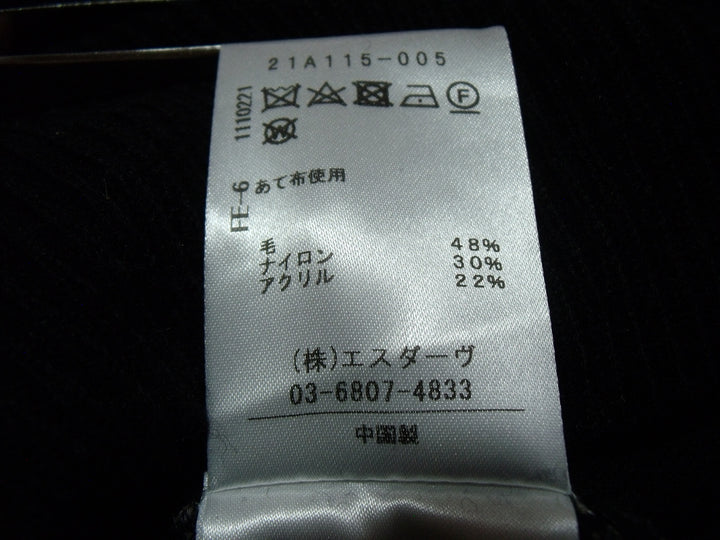 21A115-005
1110221
F
W
FE-6
あて布使用
毛 48%
ナイロン 30%
アクリル 22%
(株)エスダーヴ
03-6807-4833
中国製